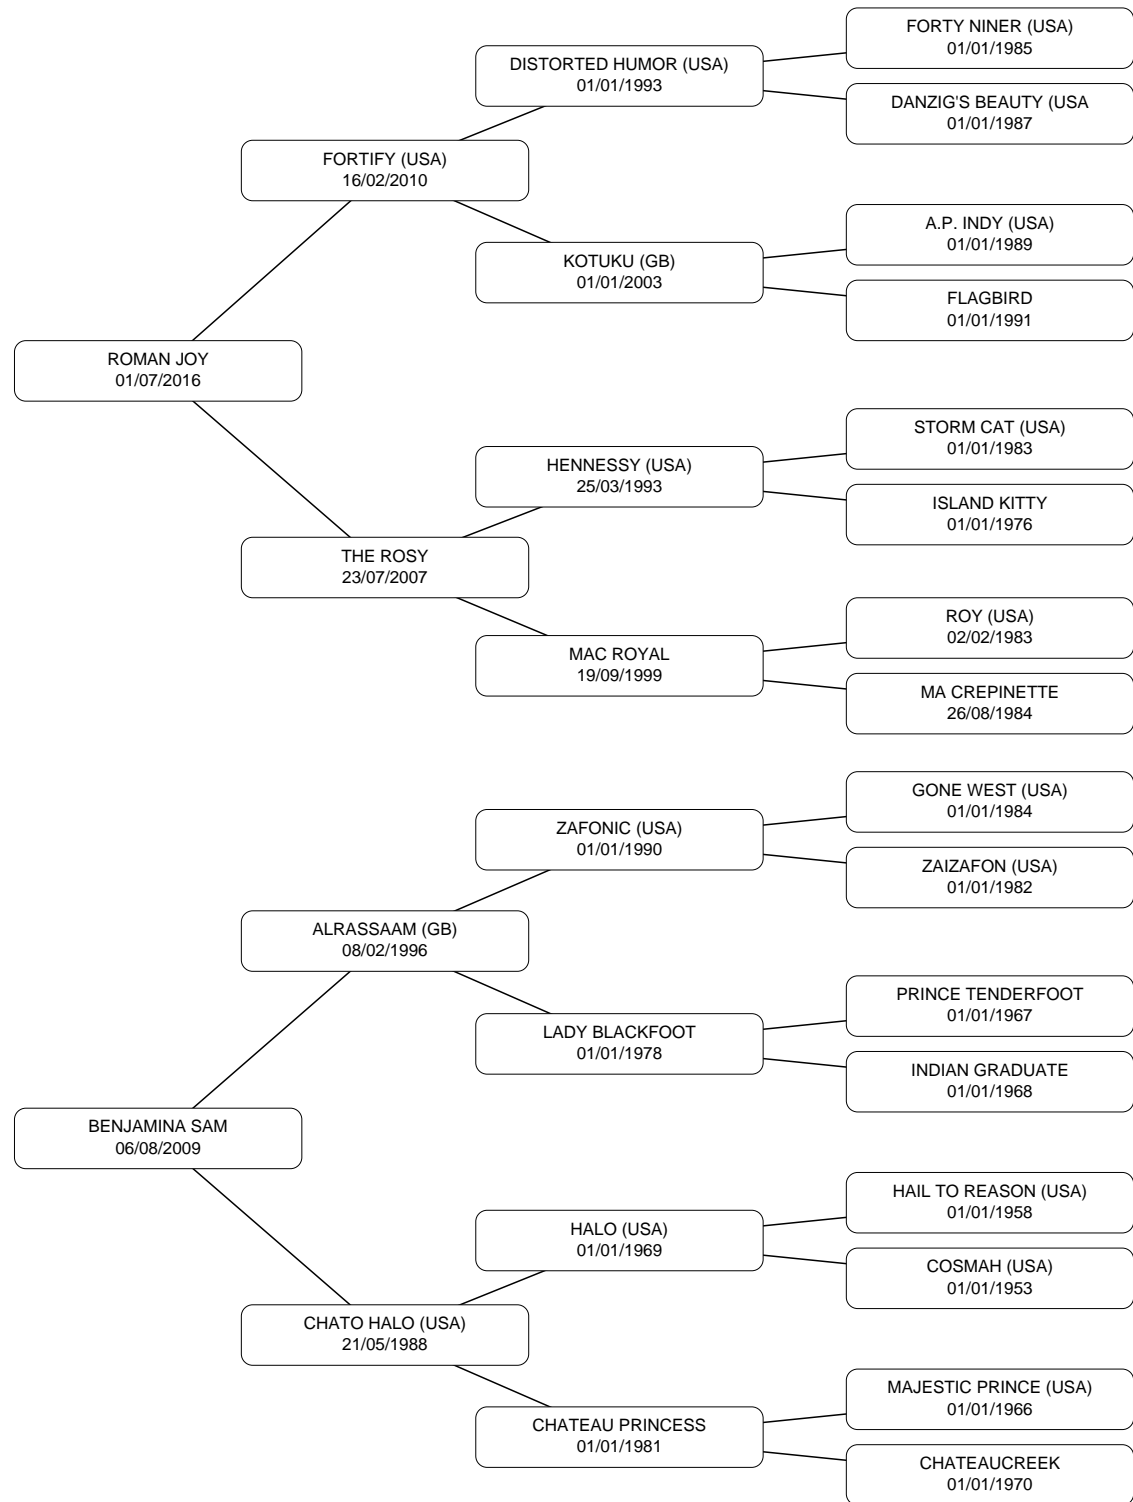 FORTY NINER (USA)
01/01/1985
DISTORTED HUMOR (USA)
01/01/1993
DANZIG'S BEAUTY (USA
01/01/1987
FORTIFY (USA)
16/02/2010
A.P. INDY (USA)
01/01/1989
KOTUKU (GB)
01/01/2003
FLAGBIRD
01/01/1991
ROMAN JOY
01/07/2016
STORM CAT (USA)
01/01/1983
HENNESSY (USA)
25/03/1993
ISLAND KITTY
01/01/1976
THE ROSY
23/07/2007
ROY (USA)
02/02/1983
MAC ROYAL
19/09/1999
MA CREPINETTE
26/08/1984
GONE WEST (USA)
01/01/1984
ZAFONIC (USA)
01/01/1990
ZAIZAFON (USA)
01/01/1982
ALRASSAAM (GB)
08/02/1996
PRINCE TENDERFOOT
01/01/1967
LADY BLACKFOOT
01/01/1978
INDIAN GRADUATE
01/01/1968
BENJAMINA SAM
06/08/2009
HAIL TO REASON (USA)
01/01/1958
HALO (USA)
01/01/1969
COSMAH (USA)
01/01/1953
CHATO HALO (USA)
21/05/1988
MAJESTIC PRINCE (USA)
01/01/1966
CHATEAU PRINCESS
01/01/1981
CHATEAUCREEK
01/01/1970